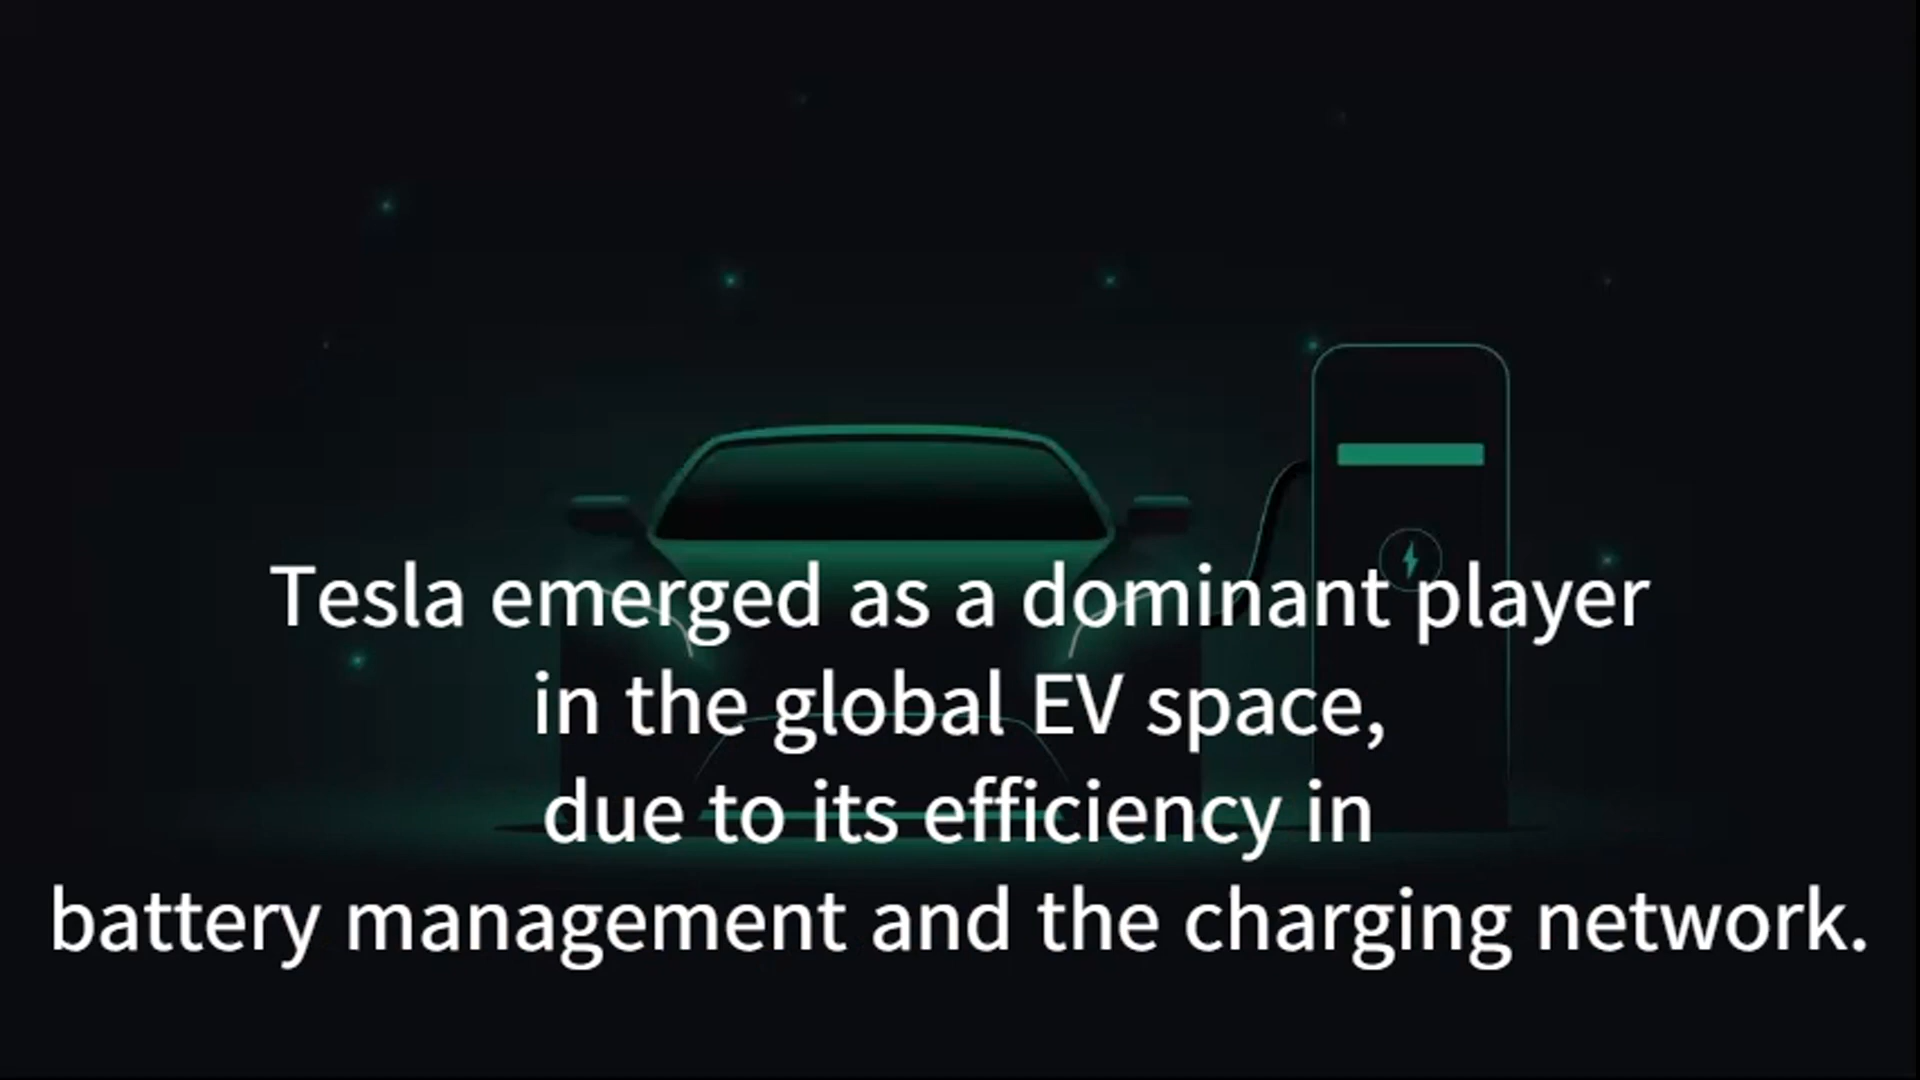 Tesla emerged as a dominant player
in the global EV space,
due to its efficiency in
battery management and the charging network.